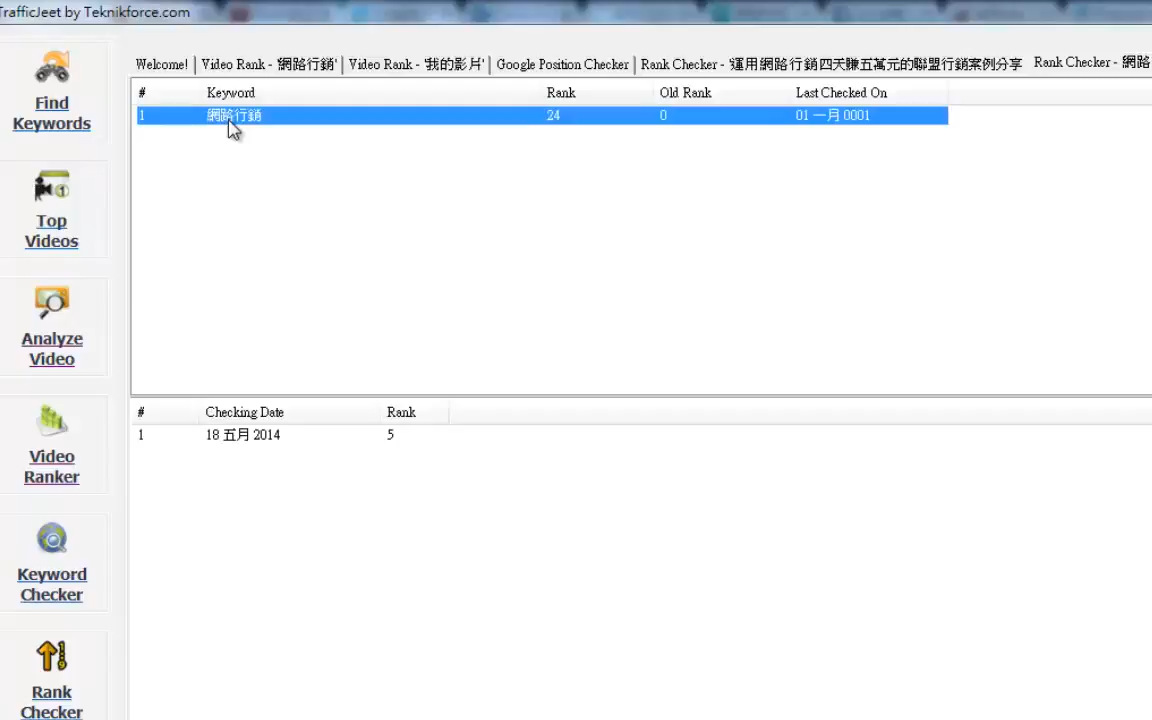 TrafficJeet by Teknikforce.com
Find Keywords
Top Videos
Analyze Video
Video Ranker
Keyword Checker
Rank Checker
Welcome! Video Rank - '網路行銷' Video Rank - '我的影片' Google Position Checker Rank Checker - '運用網路行銷四天賺五萬元的聯盟行銷案例分享 Rank Checker - '網路
# Keyword Rank Old Rank Last Checked On
1 網路行銷 24 0 01 一月 0001
# Checking Date Rank
1 18 五月 2014 5